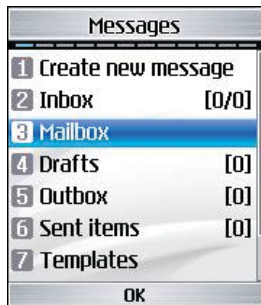 Messages
1 Create new message
2 Inbox [0/0]
3 Mailbox
4 Drafts [0]
5 Outbox [0]
6 Sent items [0]
7 Templates
OK